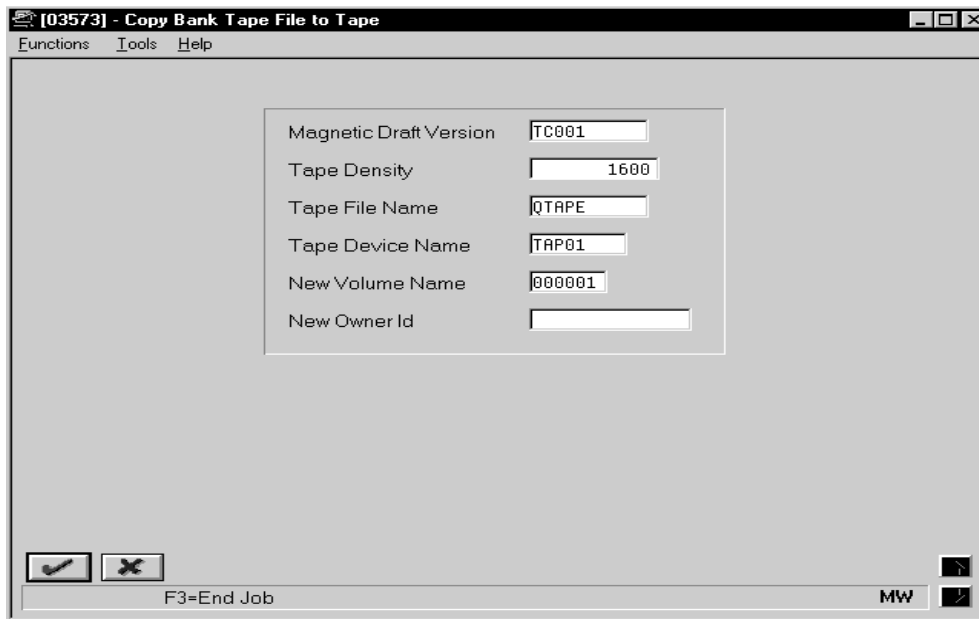 [03573] - Copy Bank Tape File to Tape
Functions Tools Help
Magnetic Draft Version TC001
Tape Density 1600
Tape File Name QTAPE
Tape Device Name TAP01
New Volume Name 000001
New Owner Id
F3=End Job MW